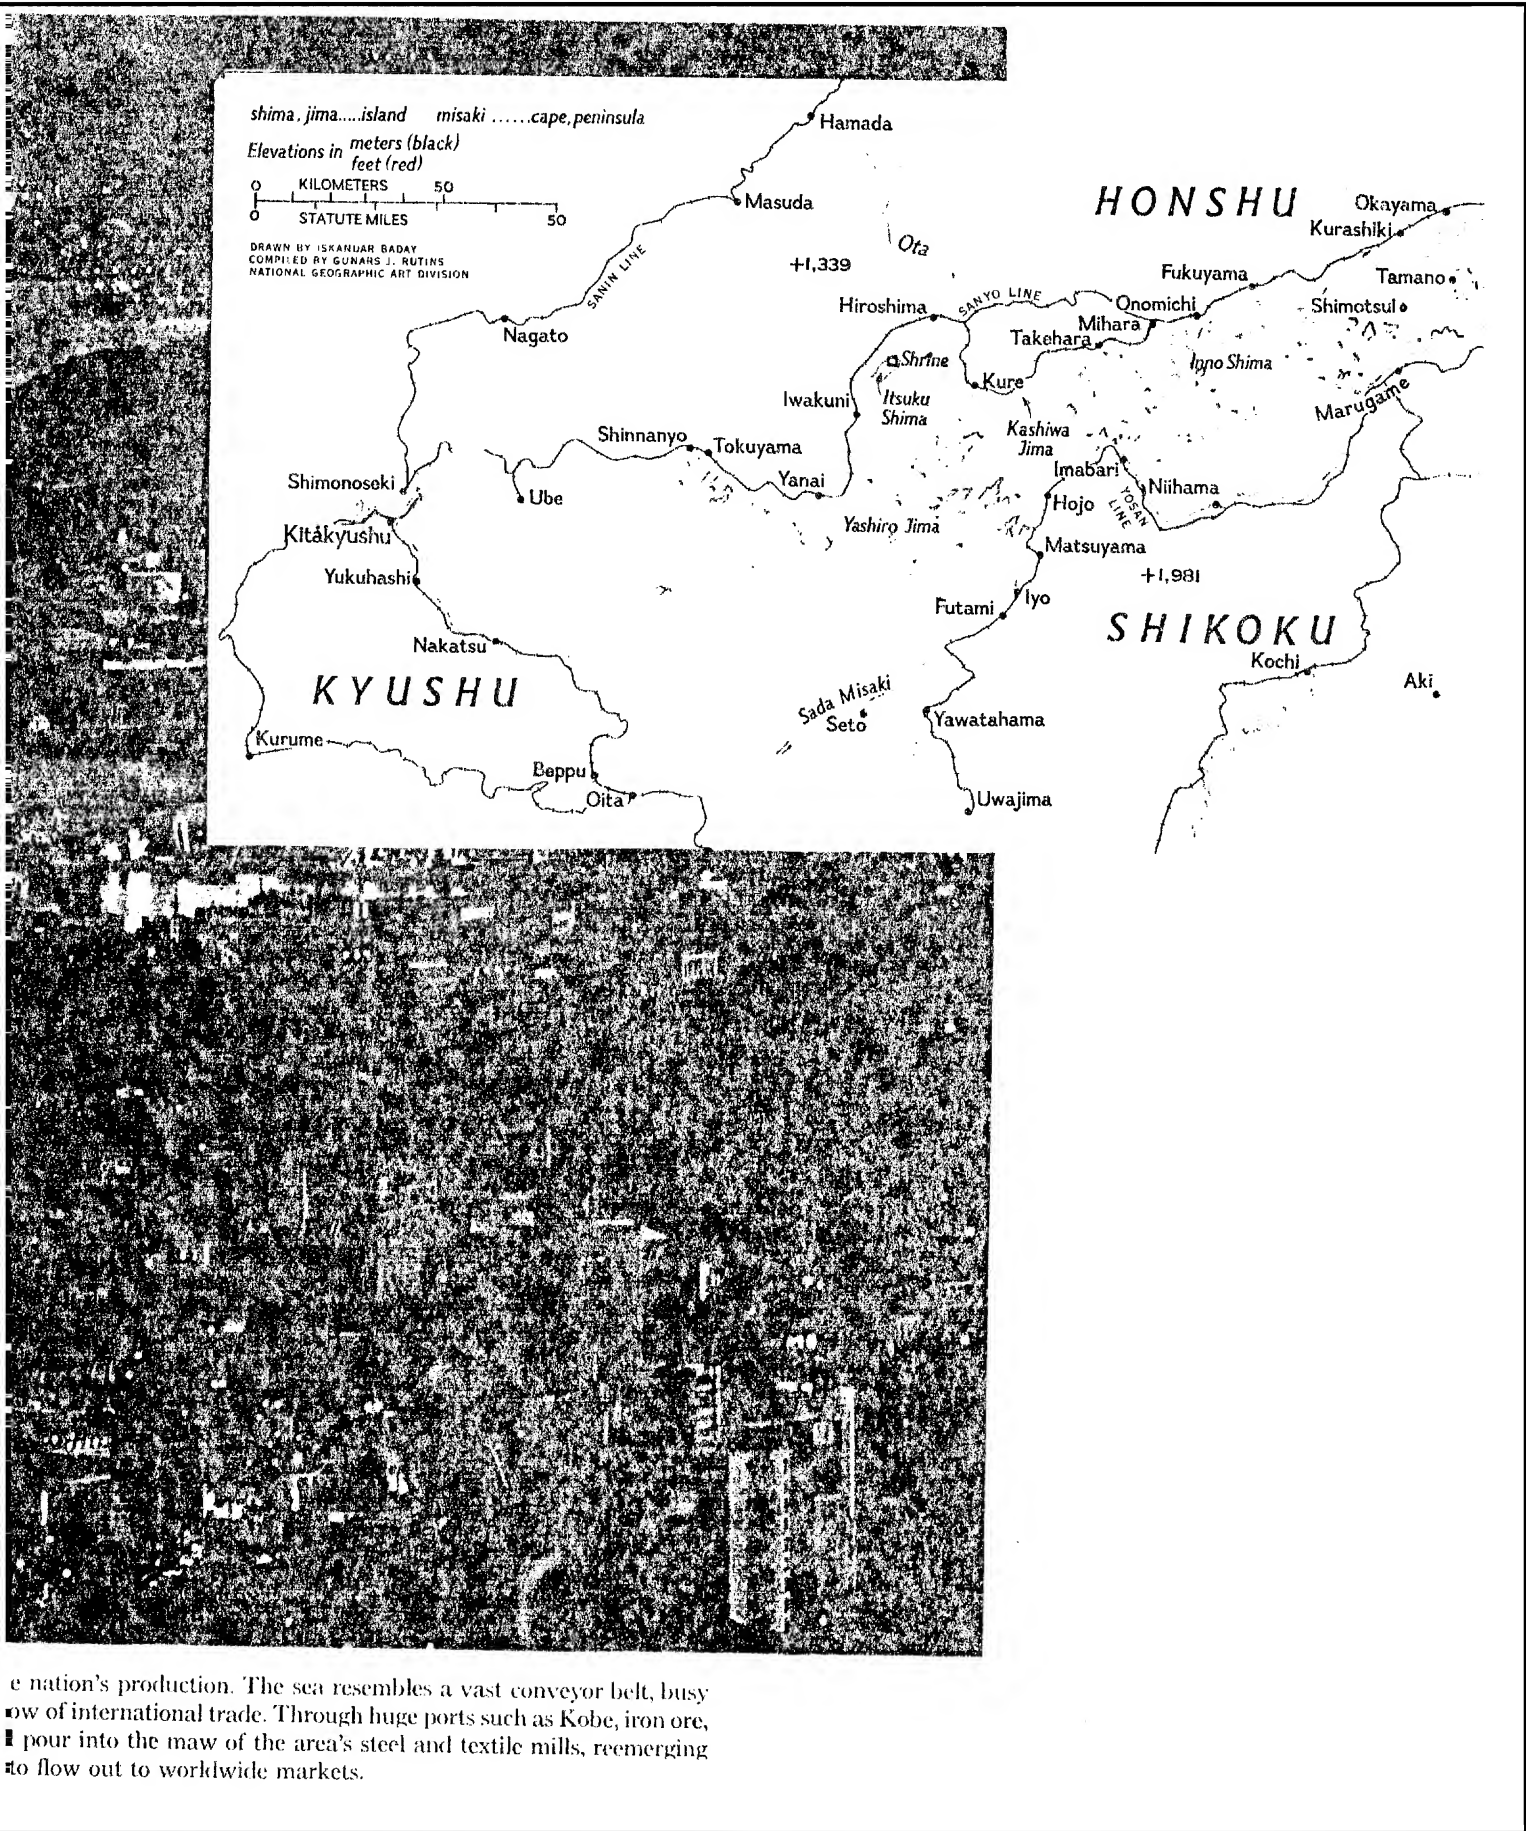 shima, jima.....island misaki ......cape, peninsula
Elevations in meters (black)
feet (red)
0 KILOMETERS 50
0 STATUTE MILES 50
DRAWN BY ISKANDAR BADAY
COMPILED BY GUNARS J. RUTINS
NATIONAL GEOGRAPHIC ART DIVISION
Hamada
Masuda
SANIN LINE
Nagato
+1,339
Ota
HONSHU
Okayama
Kurashiki
Fukuyama
Tamano
Hiroshima
SANYO LINE
Onomichi
Shimotsui
Mihara
Takehara
Shrine
Inno Shima
Kure
Iwakuni
Itsuku
Shima
Marugame
Kashiwa
Jima
Shinnanyo
Tokuyama
Imabari
Shimonoseki
Ube
Yanai
Niihama
Hojo
YOSAN
LINE
Yashiro Jima
Kitakyushu
Matsuyama
Yukuhashi
+1,981
Iyo
Futami
SHIKOKU
Nakatsu
Kochi
KYUSHU
Aki
Sada Misaki
Seto
Yawatahama
Kurume
Beppu
Oita
Uwajima
e nation's production. The sea resembles a vast conveyor belt, busy
ow of international trade. Through huge ports such as Kobe, iron ore,
pour into the maw of the area's steel and textile mills, reemerging
to flow out to worldwide markets.